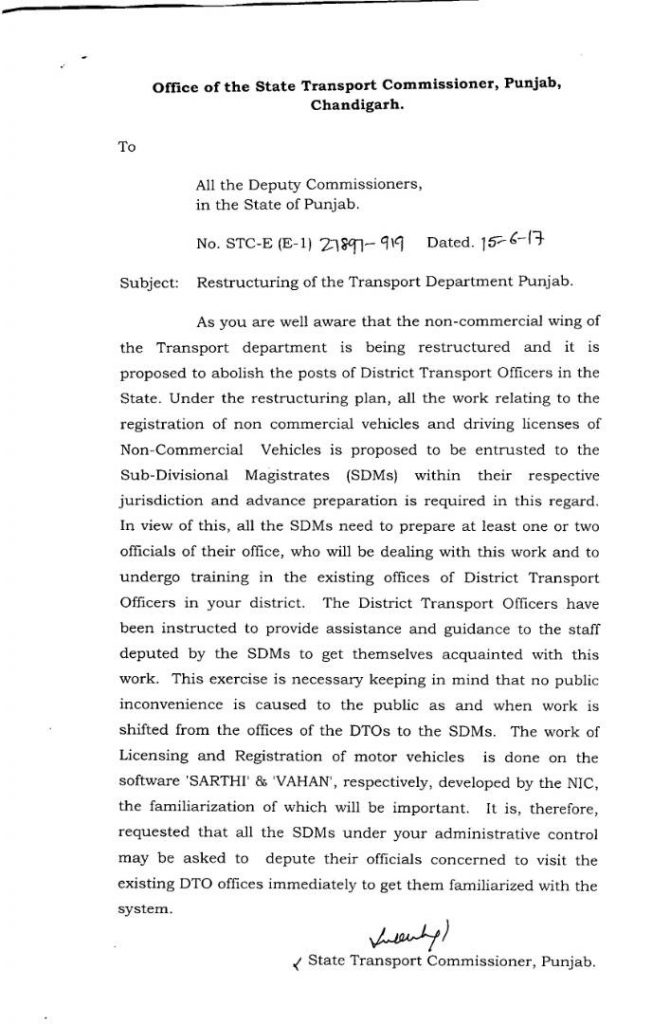 Office of the State Transport Commissioner, Punjab,
Chandigarh.
To
All the Deputy Commissioners,
in the State of Punjab.
No. STC-E (E-1) 21897-919 Dated. 15-6-17
Subject: Restructuring of the Transport Department Punjab.
As you are well aware that the non-commercial wing of
the Transport department is being restructured and it is
proposed to abolish the posts of District Transport Officers in the
State. Under the restructuring plan, all the work relating to the
registration of non commercial vehicles and driving licenses of
Non-Commercial Vehicles is proposed to be entrusted to the
Sub-Divisional Magistrates (SDMs) within their respective
jurisdiction and advance preparation is required in this regard.
In view of this, all the SDMs need to prepare at least one or two
officials of their office, who will be dealing with this work and to
undergo training in the existing offices of District Transport
Officers in your district. The District Transport Officers have
been instructed to provide assistance and guidance to the staff
deputed by the SDMs to get themselves acquainted with this
work. This exercise is necessary keeping in mind that no public
inconvenience is caused to the public as and when work is
shifted from the offices of the DTOs to the SDMs. The work of
Licensing and Registration of motor vehicles is done on the
software 'SARTHI' & 'VAHAN', respectively, developed by the NIC,
the familiarization of which will be important. It is, therefore,
requested that all the SDMs under your administrative control
may be asked to depute their officials concerned to visit the
existing DTO offices immediately to get them familiarized with the
system.
State Transport Commissioner, Punjab.